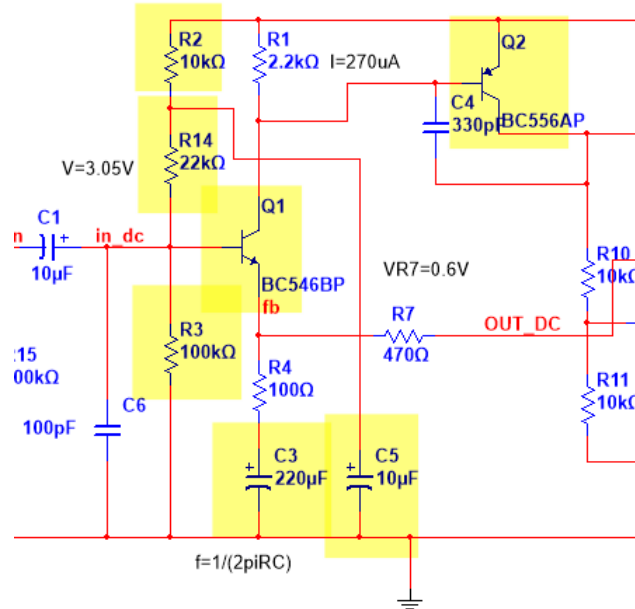 R2
10kΩ
R1
2.2kΩ
I=270uA
Q2
C4
330pF
BC556AP
R14
22kΩ
V=3.05V
Q1
C1
n
+
in_dc
10µF
BC546BP
fb
VR7=0.6V
R10
10kΩ
R7
470Ω
OUT_DC
R3
100kΩ
R4
100Ω
R11
10kΩ
15
00kΩ
C6
100pF
+
C3
220µF
+
C5
10µF
f=1/(2piRC)